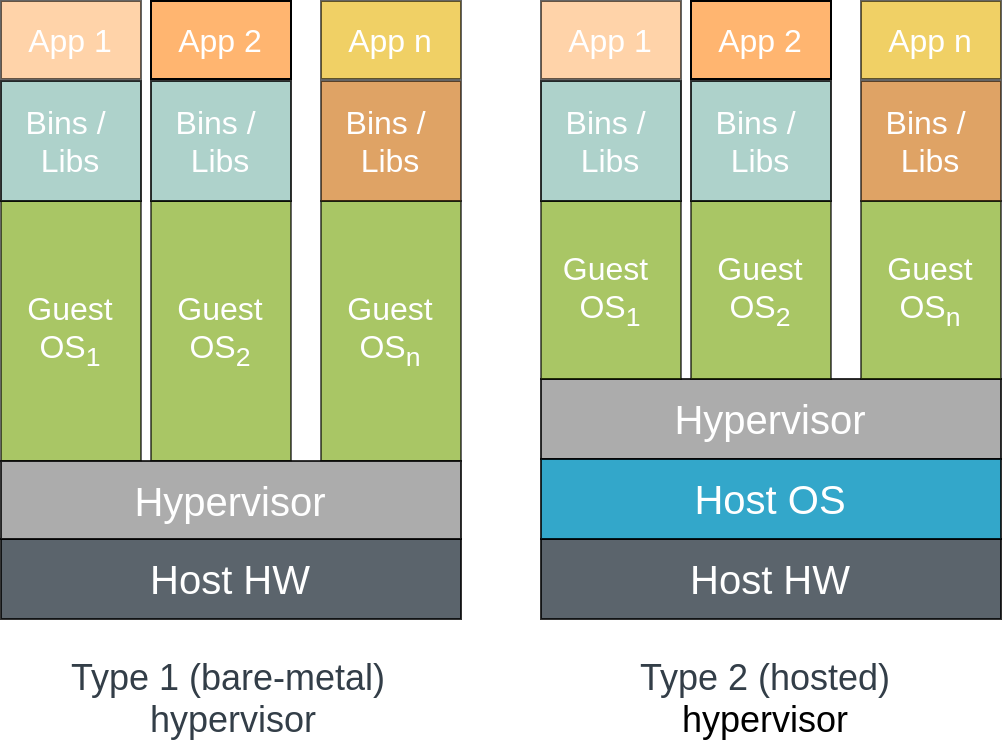 App 1
App 2
App n
Bins /
Libs
Bins /
Libs
Bins /
Libs
Guest
OS1
Guest
OS2
Guest
OSn
Hypervisor
Host HW
Type 1 (bare-metal)
hypervisor
App 1
App 2
App n
Bins /
Libs
Bins /
Libs
Bins /
Libs
Guest
OS1
Guest
OS2
Guest
OSn
Hypervisor
Host OS
Host HW
Type 2 (hosted)
hypervisor